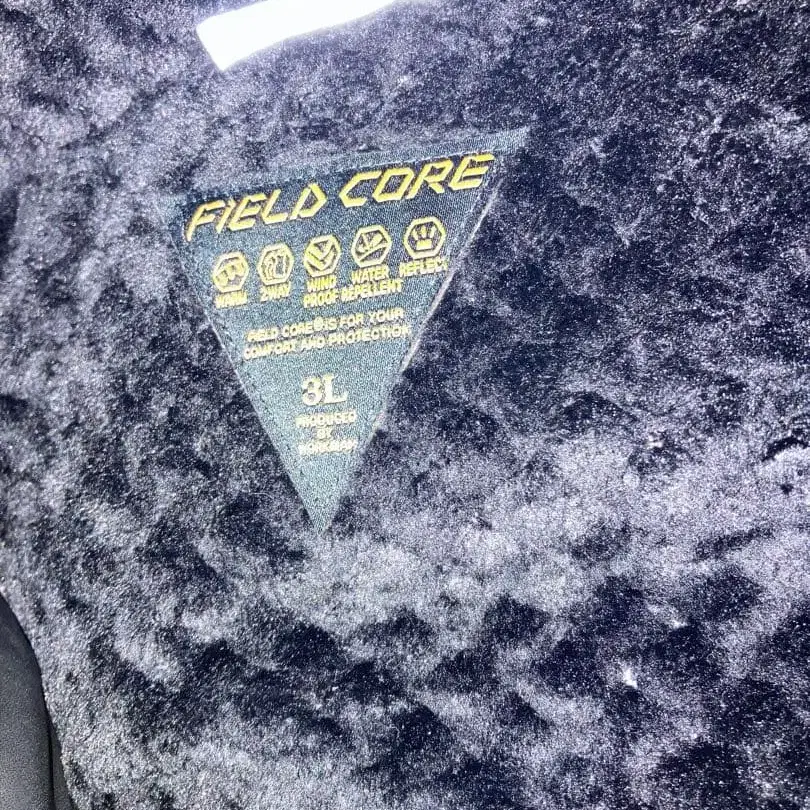 FIELD CORE
WARM 2WAY WIND PROOF WATER REPELLENT REFLECT
FIELD CORE® IS FOR YOUR
COMFORT AND PROTECTION
3L
PRODUCED
BY
WORKMAN